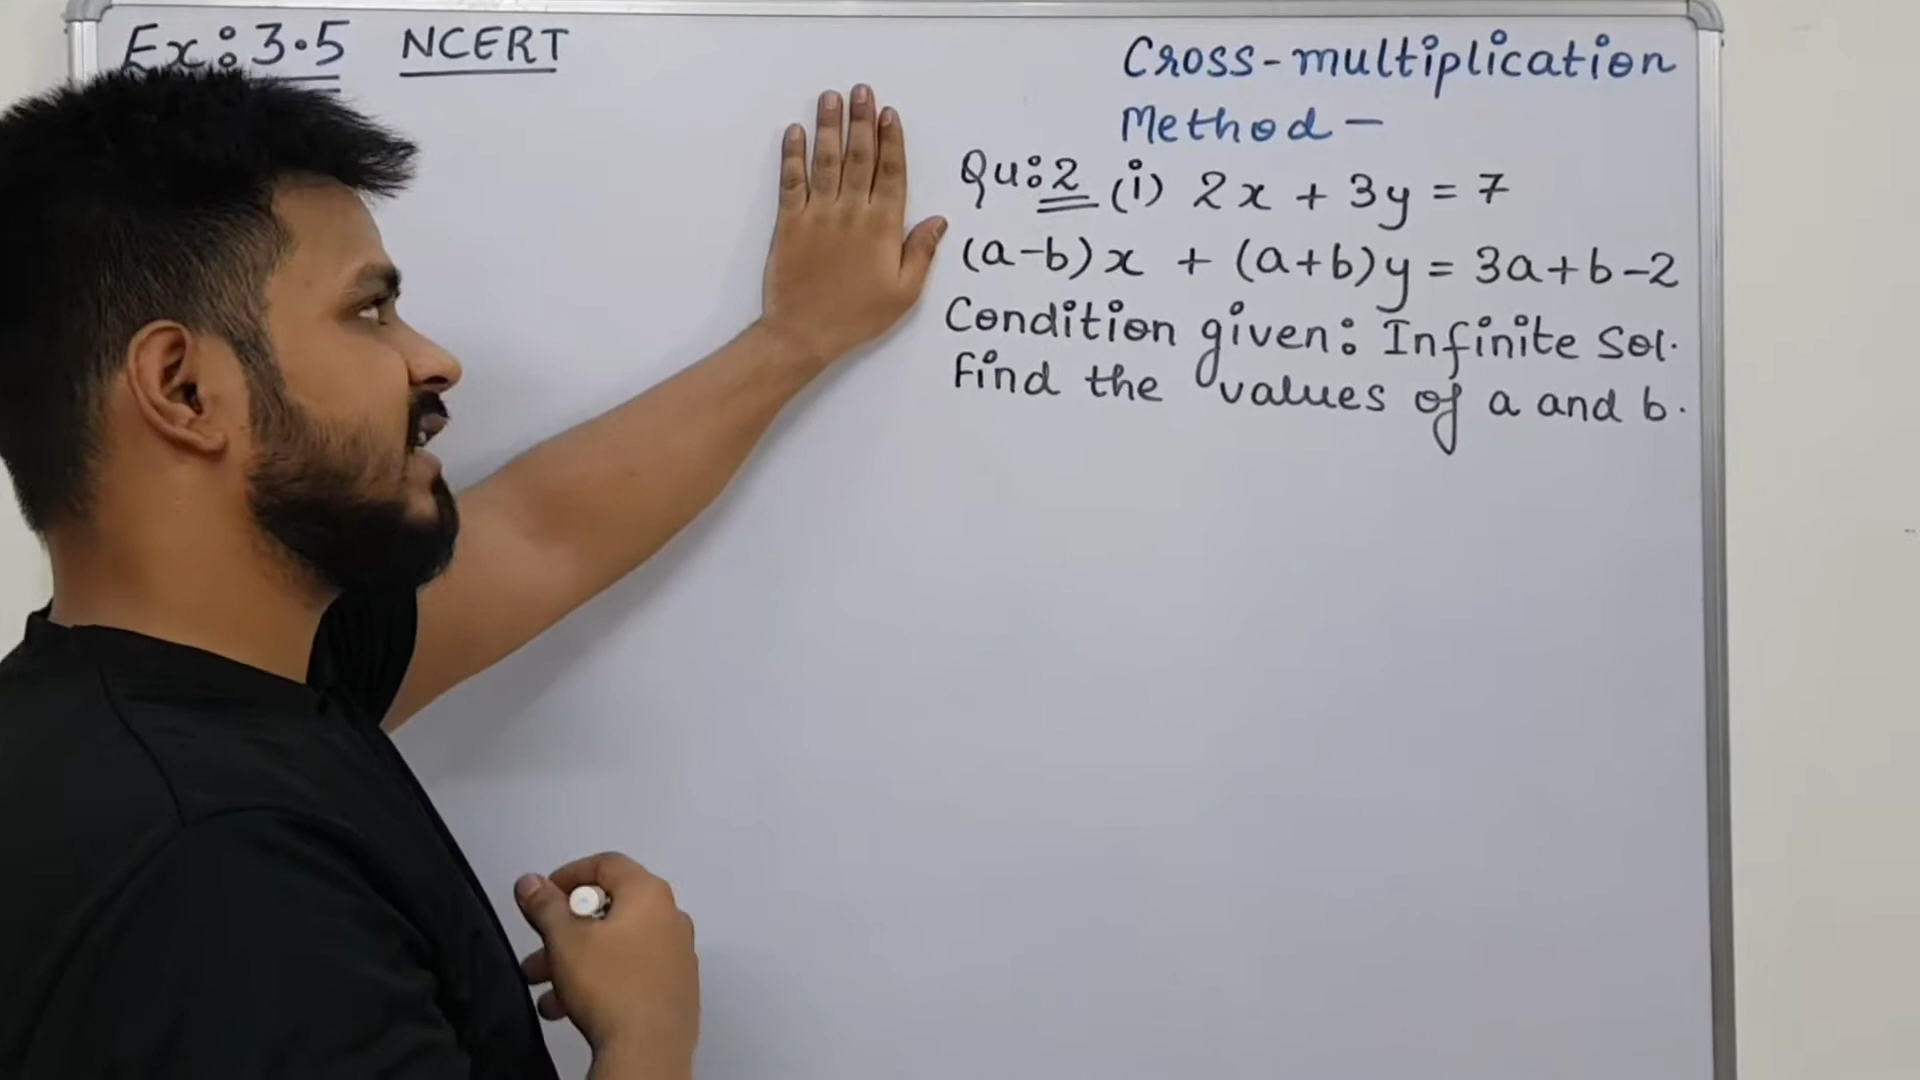 Ex: 3.5 NCERT
Cross-multiplication
Method -
Qu:2 (i) 2x + 3y = 7
(a-b)x + (a+b)y = 3a+b-2
Condition given: Infinite Sol.
Find the values of a and b.